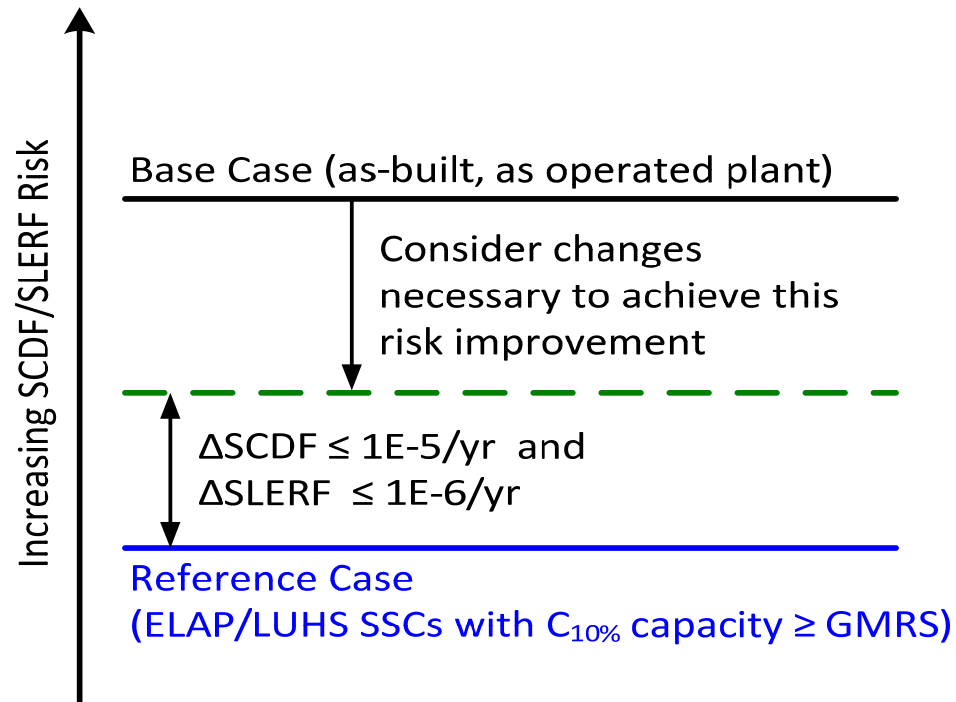 Increasing SCDF/SLERF Risk
Base Case (as-built, as operated plant)
Consider changes
necessary to achieve this
risk improvement
ΔSCDF ≤ 1E-5/yr and
ΔSLERF ≤ 1E-6/yr
Reference Case
(ELAP/LUHS SSCs with C10% capacity ≥ GMRS)